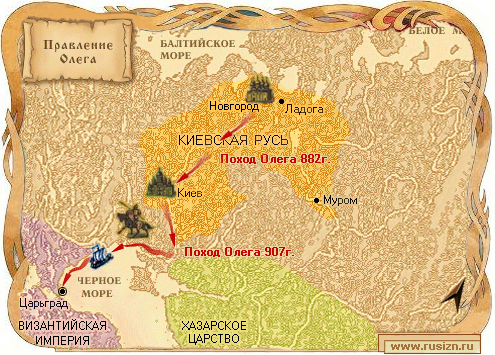 Правление
Олега
БАЛТИЙСКОЕ
МОРЕ
БЕЛОЕ МОРЕ
Новгород
Ладога
КИЕВСКАЯ РУСЬ
Поход Олега 882г.
Киев
Муром
Поход Олега 907г.
ЧЕРНОЕ
МОРЕ
Царьград
ВИЗАНТИЙСКАЯ
ИМПЕРИЯ
ХАЗАРСКОЕ
ЦАРСТВО
www.rusizn.ru